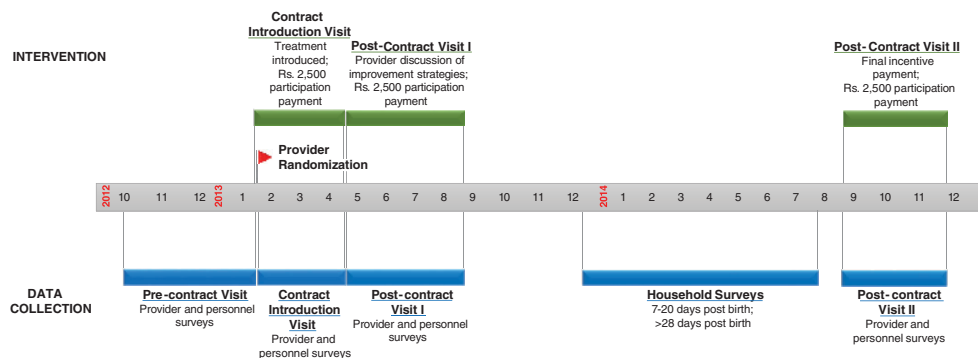 INTERVENTION
Contract
Introduction Visit
Treatment
introduced;
Rs. 2,500
participation
payment
Post-Contract Visit I
Provider discussion of
improvement strategies;
Rs. 2,500 participation
payment
Post- Contract Visit II
Final incentive
payment;
Rs. 2,500 participation
payment
Provider
Randomization
2012 10 11 12 2013 1 2 3 4 5 6 7 8 9 10 11 12 2014 1 2 3 4 5 6 7 8 9 10 11 12
DATA
COLLECTION
Pre-contract Visit
Provider and personnel
surveys
Contract
Introduction
Visit
Provider and
personnel surveys
Post-contract
Visit I
Provider and personnel
surveys
Household Surveys
7-20 days post birth;
>28 days post birth
Post- contract
Visit II
Provider and
personnel surveys